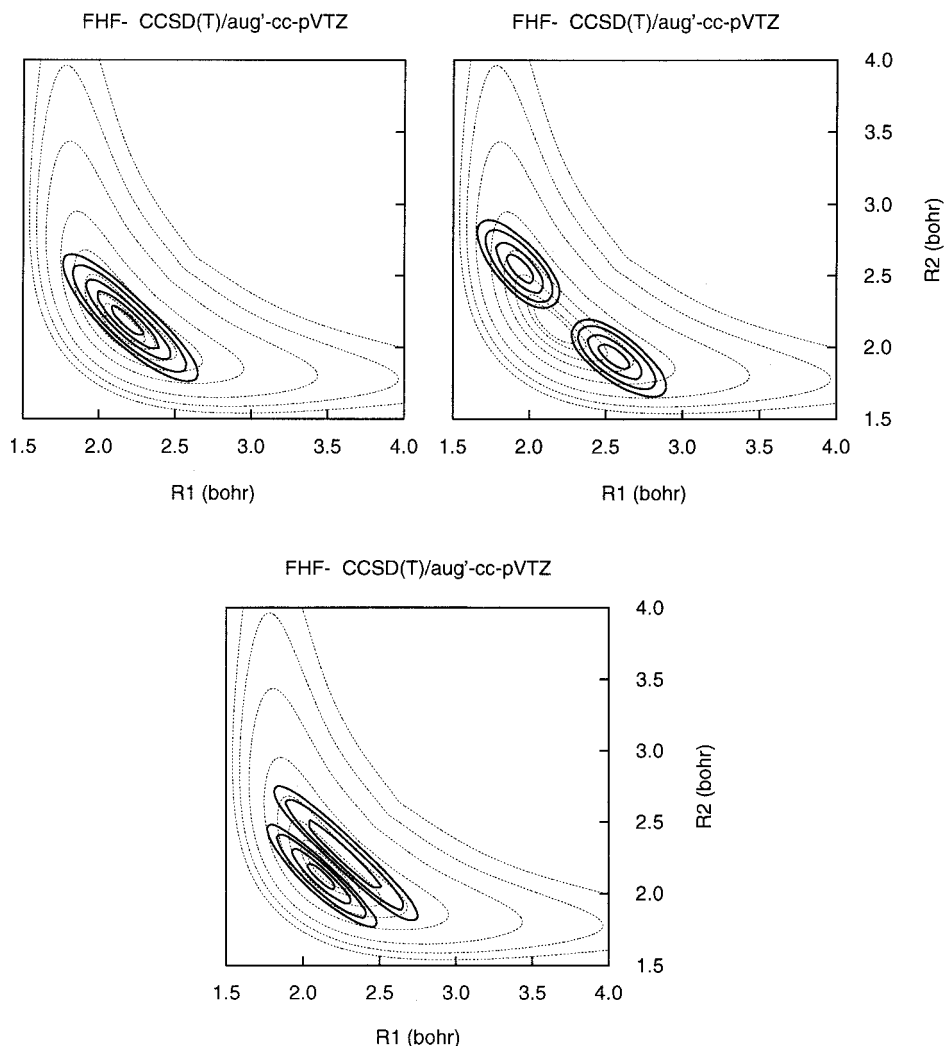 FHF- CCSD(T)/aug'-cc-pVTZ
FHF- CCSD(T)/aug'-cc-pVTZ
4.0
3.5
3.0
2.5
2.0
1.5
R2 (bohr)
1.5 2.0 2.5 3.0 3.5 4.0
R1 (bohr)
1.5 2.0 2.5 3.0 3.5 4.0
R1 (bohr)
FHF- CCSD(T)/aug'-cc-pVTZ
4.0
3.5
3.0
2.5
2.0
1.5
R2 (bohr)
1.5 2.0 2.5 3.0 3.5 4.0
R1 (bohr)